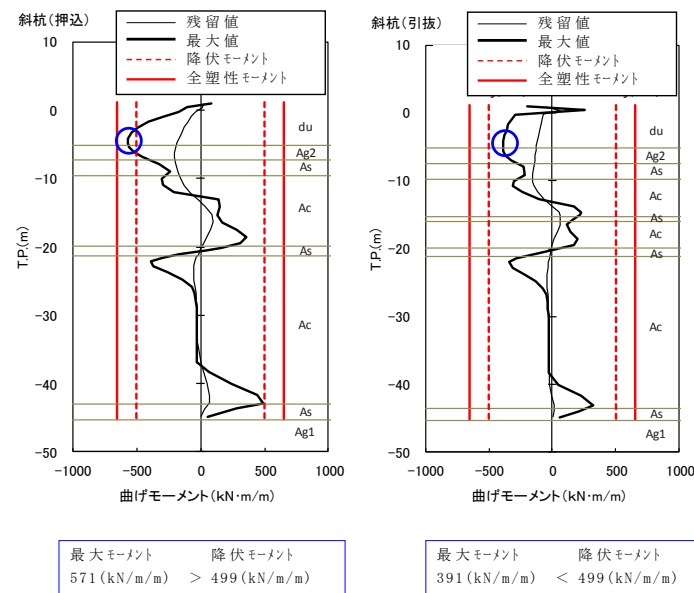 斜杭(押込)
残留値
最大値
降伏モーメント
全塑性モーメント
10
0
-10
-20
-30
-40
-50
T.P.(m)
du
Ag2
As
Ac
As
Ac
As
Ag1
-1000
-500
0
500
1000
曲げモーメント(kN·m/m)
最大モーメント 降伏モーメント
571(kN/m/m) > 499(kN/m/m)
斜杭(引抜)
残留値
最大値
降伏モーメント
全塑性モーメント
10
0
-10
-20
-30
-40
-50
T.P.(m)
du
Ag2
As
Ac
As
Ac
As
Ac
As
Ag1
-1000
-500
0
500
1000
曲げモーメント(kN·m/m)
最大モーメント 降伏モーメント
391(kN/m/m) < 499(kN/m/m)